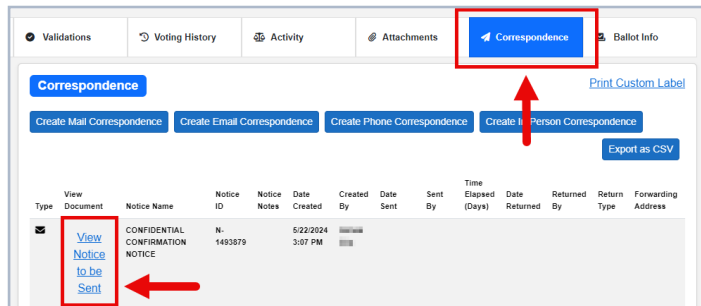 Validations Voting History Activity Attachments Correspondence Ballot Info
Correspondence Print Custom Label
Create Mail Correspondence Create Email Correspondence Create Phone Correspondence Create Person Correspondence
Export as CSV
Type View Document Notice Name Notice ID Notice Notes Date Created Created By Date Sent Sent By Time Elapsed (Days) Date Returned Returned By Return Type Forwarding Address
View Notice to be Sent CONFIDENTIAL CONFIRMATION NOTICE N-1493879 5/22/2024 3:07 PM